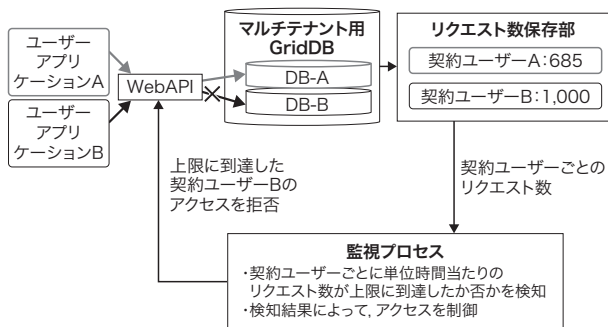 ユーザー
アプリ
ケーションA
ユーザー
アプリ
ケーションB
WebAPI
マルチテナント用
GridDB
DB-A
DB-B
リクエスト数保存部
契約ユーザーA:685
契約ユーザーB:1,000
上限に到達した
契約ユーザーBの
アクセスを拒否
契約ユーザーごとの
リクエスト数
監視プロセス
・契約ユーザーごとに単位時間当たりの
リクエスト数が上限に到達したか否かを検知
・検知結果によって,アクセスを制御